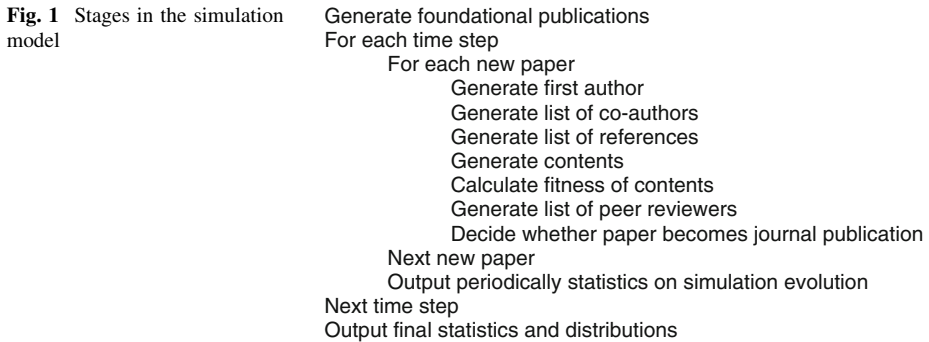 Fig. 1 Stages in the simulation
model
Generate foundational publications
For each time step
For each new paper
Generate first author
Generate list of co-authors
Generate list of references
Generate contents
Calculate fitness of contents
Generate list of peer reviewers
Decide whether paper becomes journal publication
Next new paper
Output periodically statistics on simulation evolution
Next time step
Output final statistics and distributions